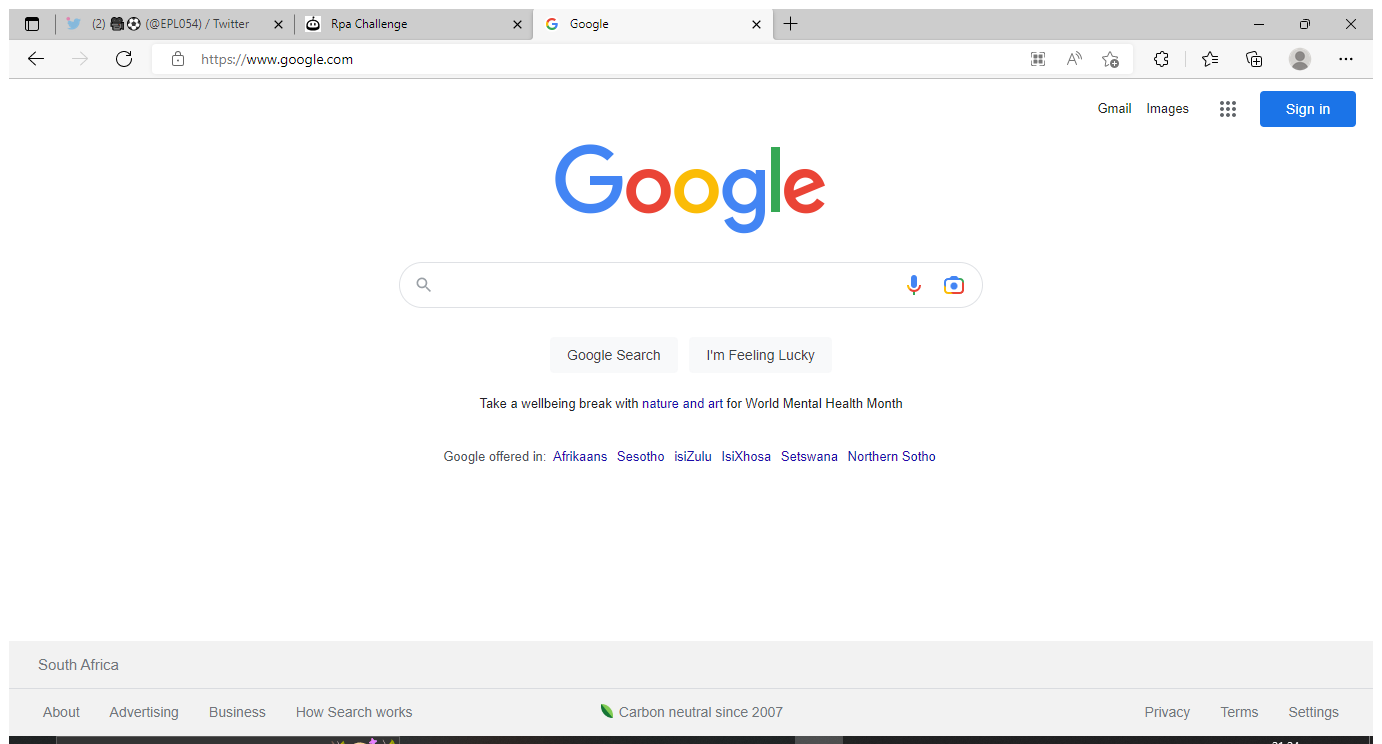 (2) 🎥⚽ (@EPL054) / Twitter
Rpa Challenge
Google
https://www.google.com
Gmail Images Sign in
Google
Google Search I'm Feeling Lucky
Take a wellbeing break with nature and art for World Mental Health Month
Google offered in: Afrikaans Sesotho isiZulu IsiXhosa Setswana Northern Sotho
South Africa
About Advertising Business How Search works Carbon neutral since 2007 Privacy Terms Settings